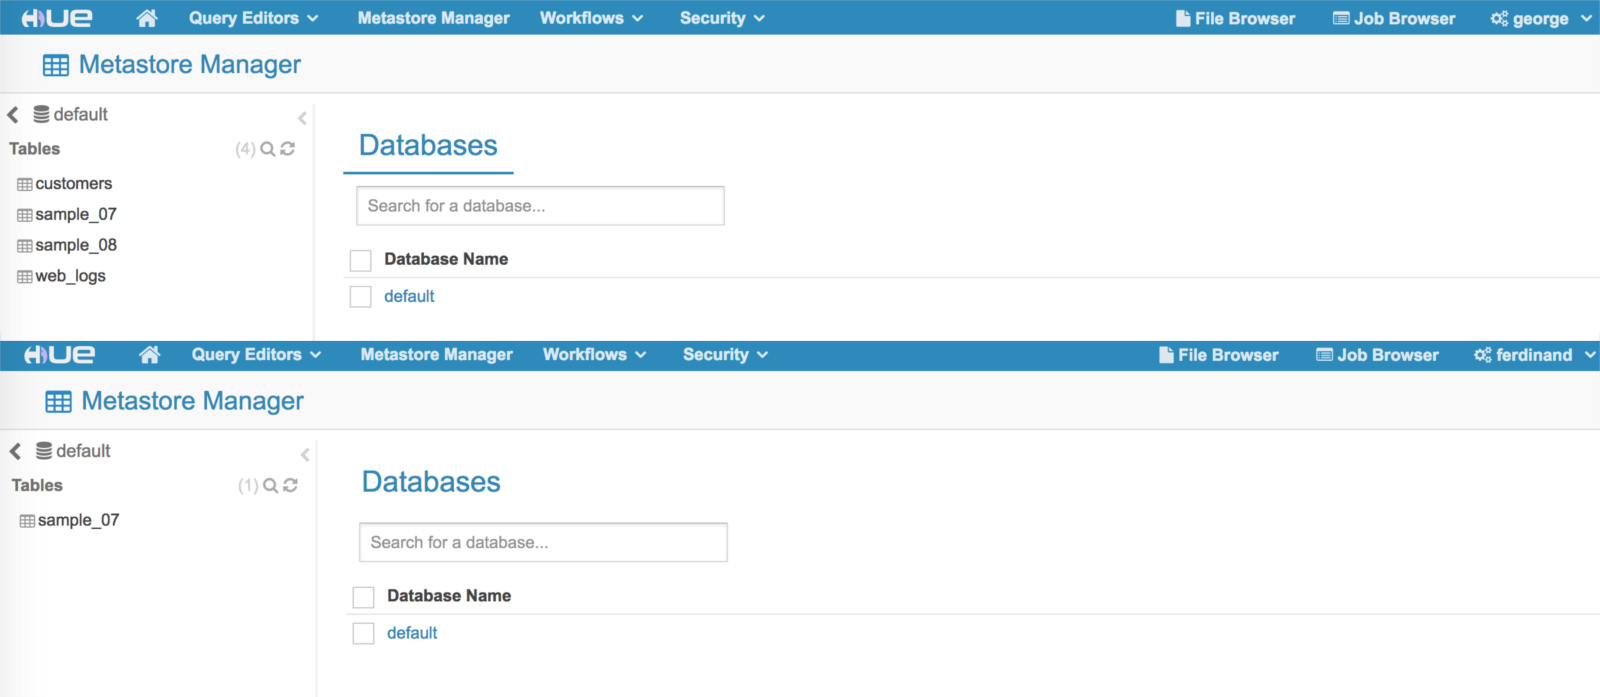 HUE Query Editors Metastore Manager Workflows Security File Browser Job Browser george
Metastore Manager
default
Tables (4)
customers
sample_07
sample_08
web_logs
Databases
Search for a database...
Database Name
default
HUE Query Editors Metastore Manager Workflows Security File Browser Job Browser ferdinand
Metastore Manager
default
Tables (1)
sample_07
Databases
Search for a database...
Database Name
default